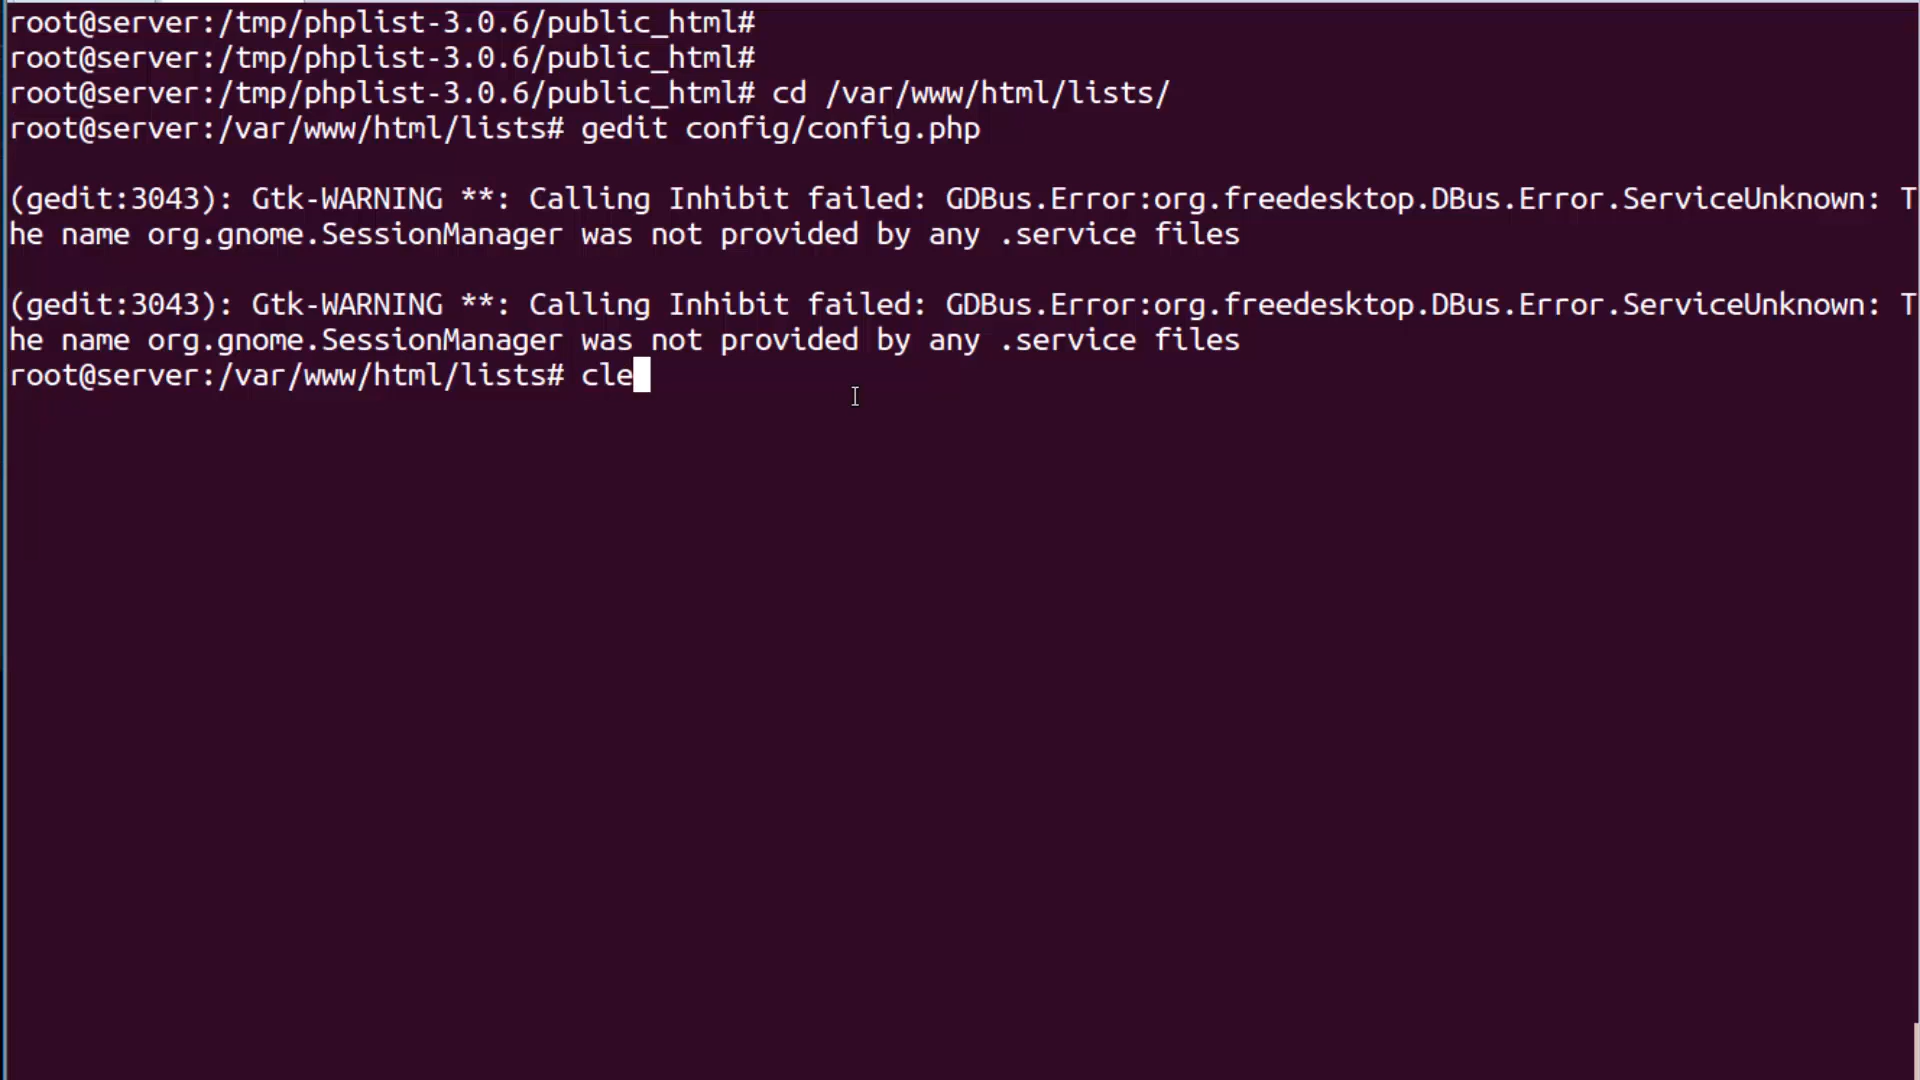 root@server:/tmp/phplist-3.0.6/public_html#
root@server:/tmp/phplist-3.0.6/public_html#
root@server:/tmp/phplist-3.0.6/public_html# cd /var/www/html/lists/
root@server:/var/www/html/lists# gedit config/config.php
(gedit:3043): Gtk-WARNING **: Calling Inhibit failed: GDBus.Error:org.freedesktop.DBus.Error.ServiceUnknown: T
he name org.gnome.SessionManager was not provided by any .service files
(gedit:3043): Gtk-WARNING **: Calling Inhibit failed: GDBus.Error:org.freedesktop.DBus.Error.ServiceUnknown: T
he name org.gnome.SessionManager was not provided by any .service files
root@server:/var/www/html/lists# cle